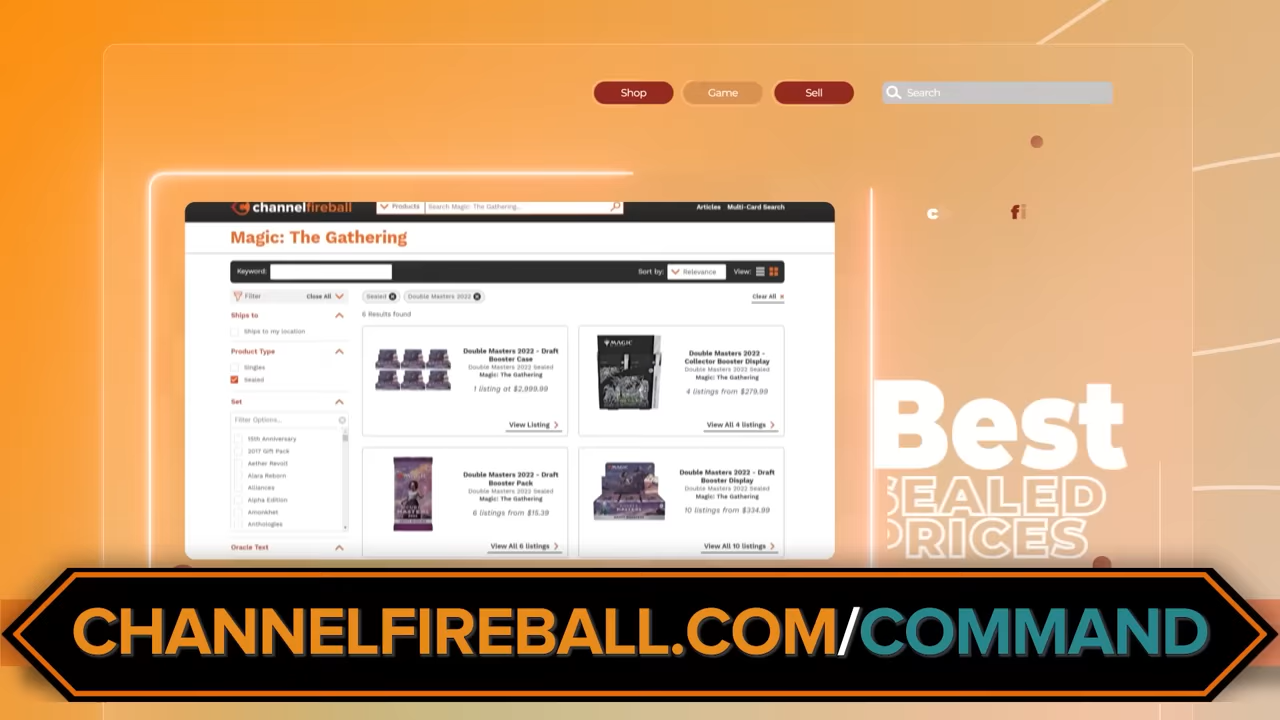 Shop Game Sell Search
channelfireball Products Search Magic: The Gathering... Articles Multi-Card Search
c fi
Magic: The Gathering
Keyword: Sort by: Relevance View:
Filter Close All Sealed Double Masters 2022 Clear All
6 Results found
Ships to
Ships to my location
Product Type
Singles
Sealed
Set
Filter Options...
10th Anniversary
2017 Gift Pack
Aether Revolt
Alara Reborn
Alliances
Alpha Edition
Amonkhet
Anthologies
Oracle Text
Double Masters 2022 - Draft
Booster Case
Double Masters 2022 Sealed
Magic: The Gathering
1 listing at $2,999.99
View Listing
MAGIC
Double Masters 2022 -
Collector Booster Display
Double Masters 2022 Sealed
Magic: The Gathering
4 listings from $279.99
View All 4 listings
Double Masters 2022 - Draft
Booster Pack
Double Masters 2022 Sealed
Magic: The Gathering
6 listings from $15.39
View All 6 listings
Double Masters 2022 - Draft
Booster Display
Double Masters 2022 Sealed
Magic: The Gathering
10 listings from $334.99
View All 10 listings
Best
SEALED
PRICES
CHANNELFIREBALL.COM/COMMAND